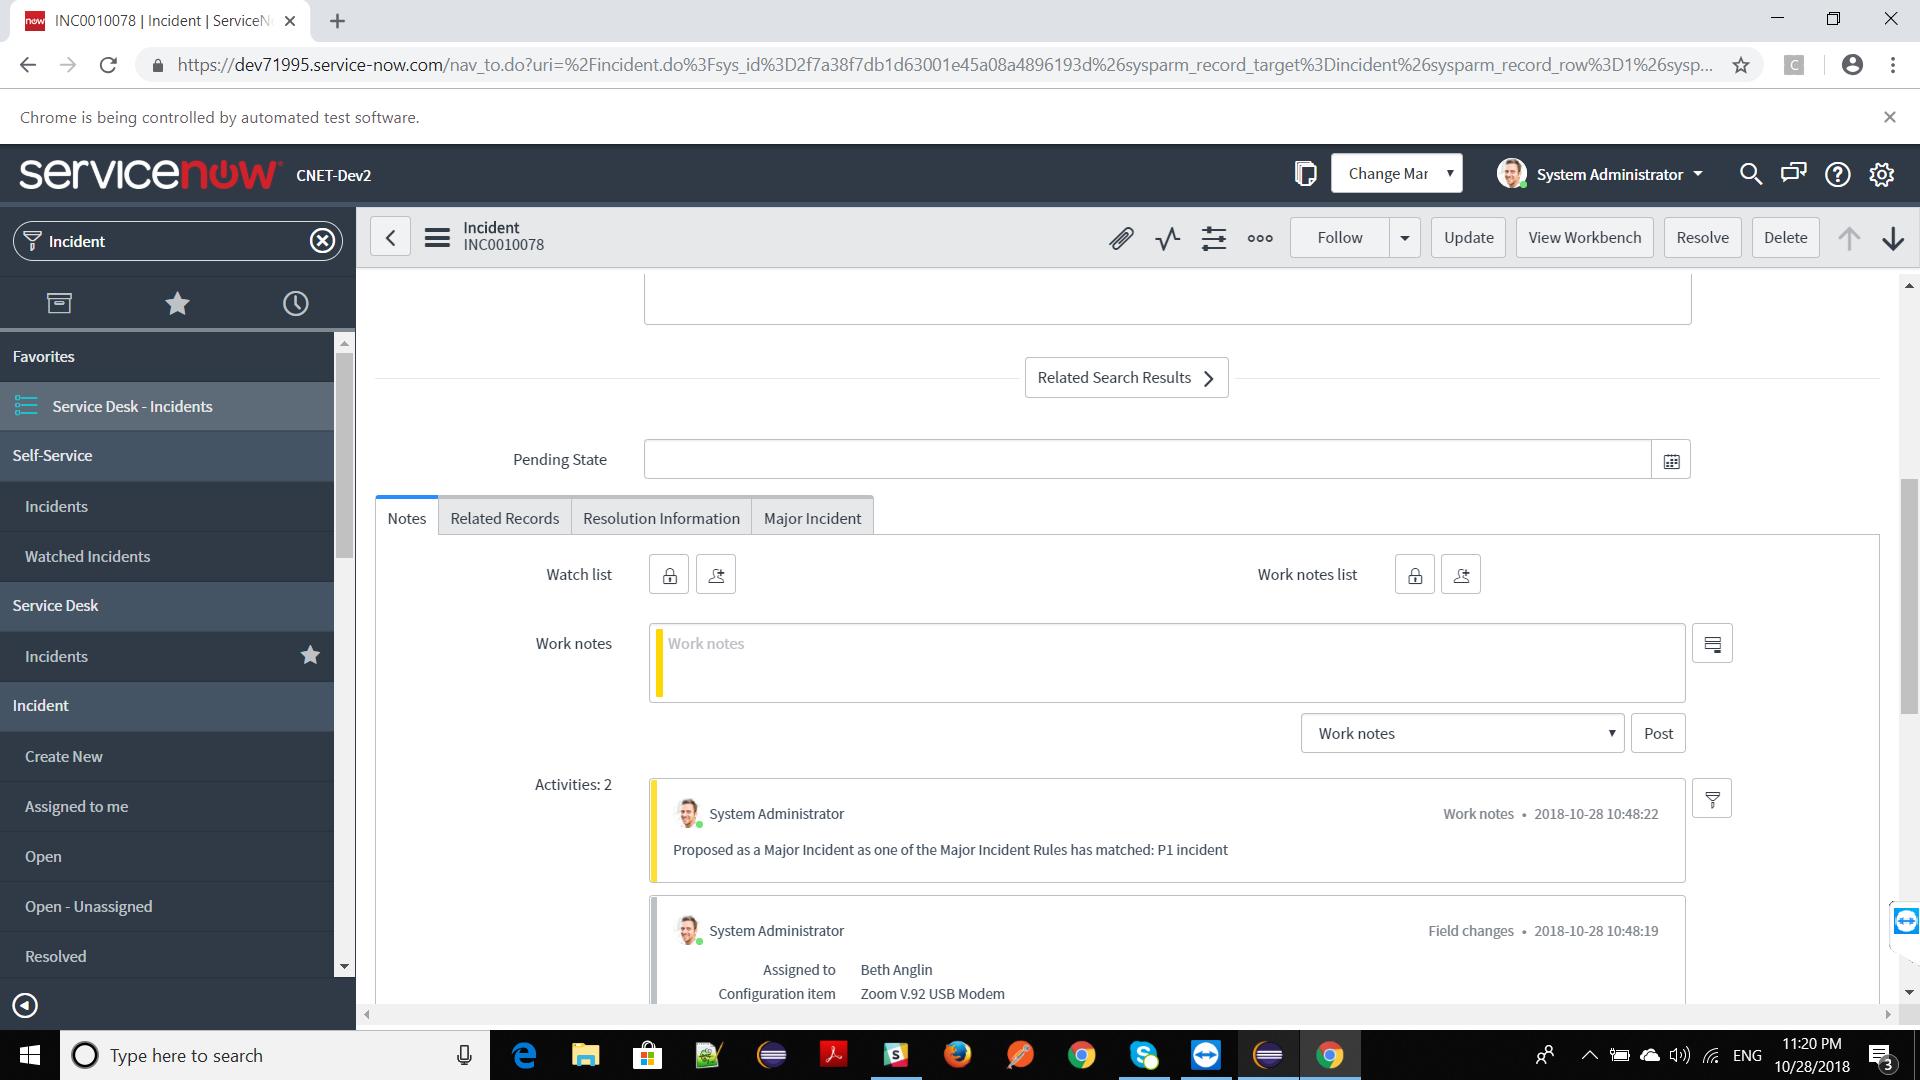 INC0010078 | Incident | ServiceN
https://dev71995.service-now.com/nav_to.do?uri=%2Fincident.do%3Fsys_id%3D2f7a38f7db1d63001e45a08a4896193d%26sysparm_record_target%3Dincident%26sysparm_record_row%3D1%26sysp...
Chrome is being controlled by automated test software.
servicenow CNET-Dev2
Change Mar
System Administrator
Incident
Incident
INC0010078
Follow
Update
View Workbench
Resolve
Delete
Favorites
Service Desk - Incidents
Self-Service
Incidents
Watched Incidents
Service Desk
Incidents
Incident
Create New
Assigned to me
Open
Open - Unassigned
Resolved
Related Search Results
Pending State
Notes
Related Records
Resolution Information
Major Incident
Watch list
Work notes list
Work notes
Work notes
Work notes
Post
Activities: 2
System Administrator
Work notes • 2018-10-28 10:48:22
Proposed as a Major Incident as one of the Major Incident Rules has matched: P1 incident
System Administrator
Field changes • 2018-10-28 10:48:19
Assigned to Beth Anglin
Configuration item Zoom V.92 USB Modem
Type here to search
ENG
11:20 PM
10/28/2018
3